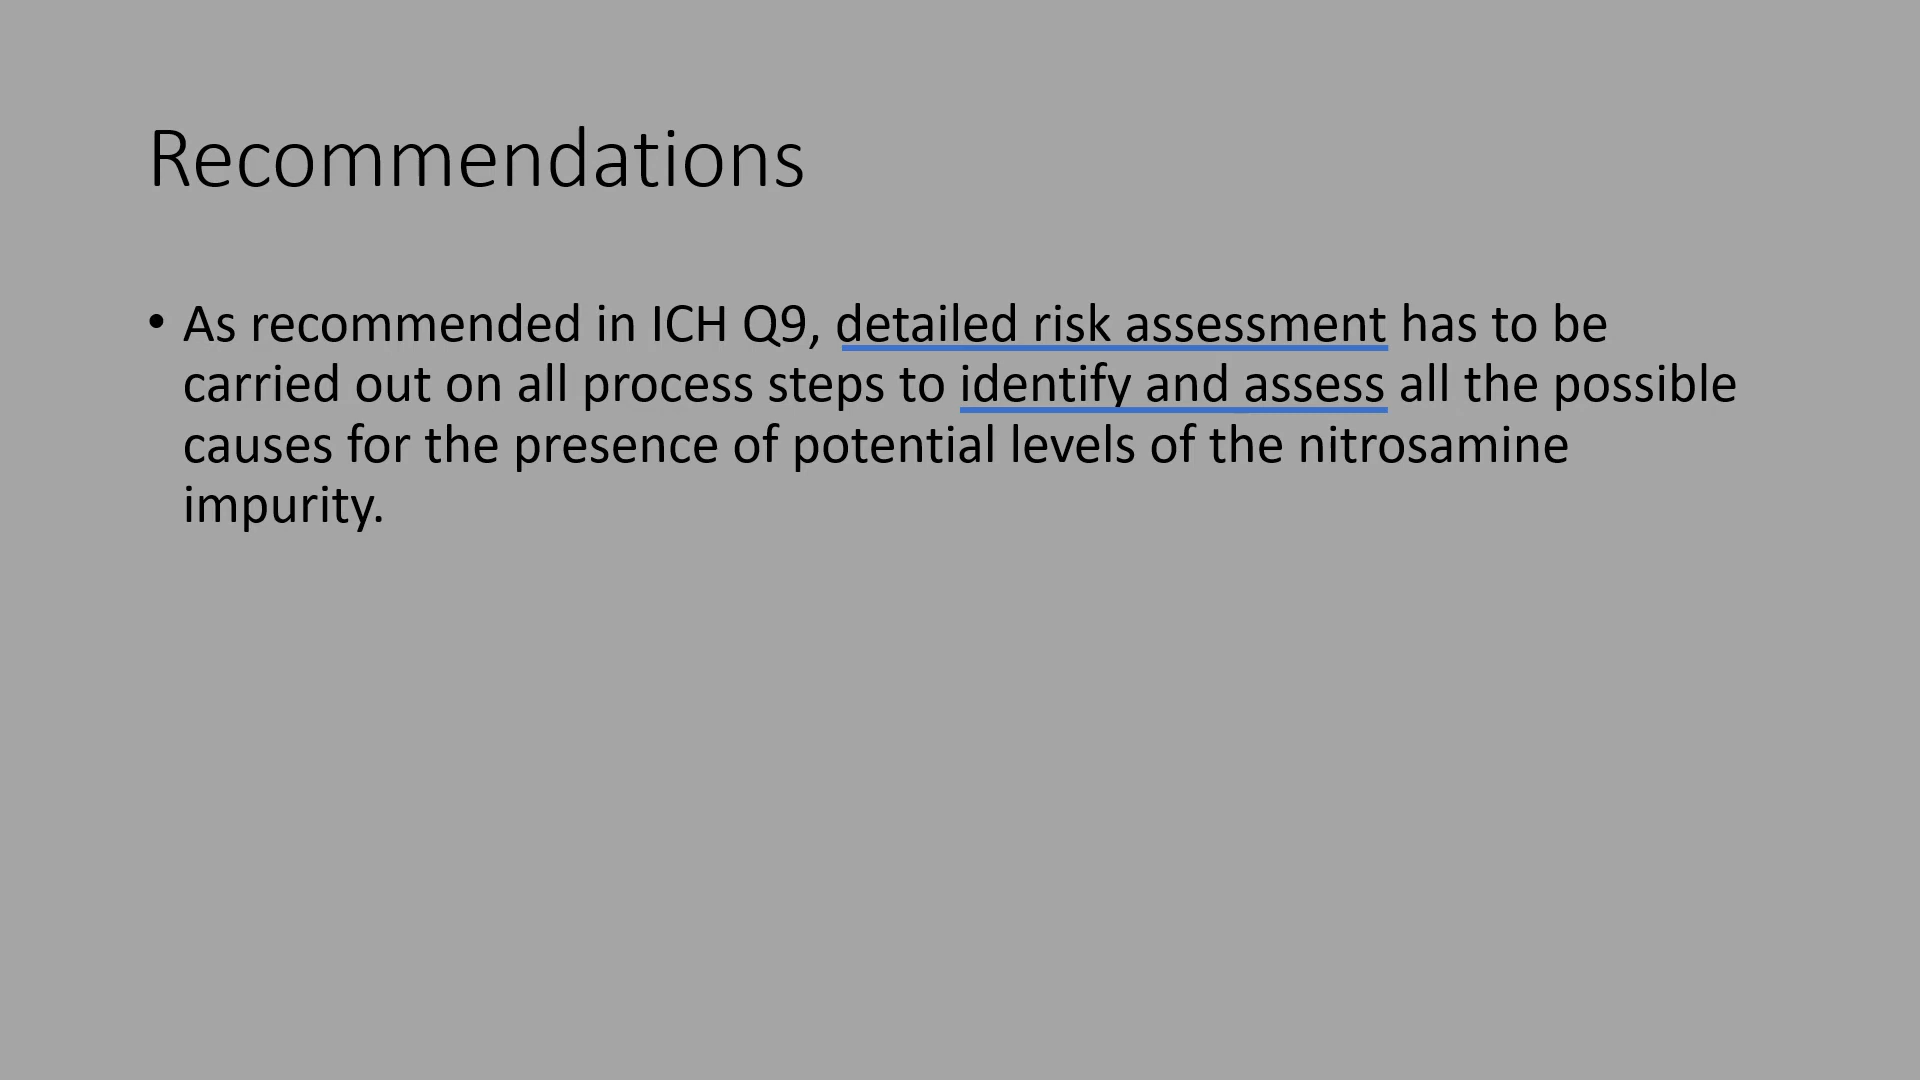 Recommendations
• As recommended in ICH Q9, detailed risk assessment has to be
carried out on all process steps to identify and assess all the possible
causes for the presence of potential levels of the nitrosamine
impurity.